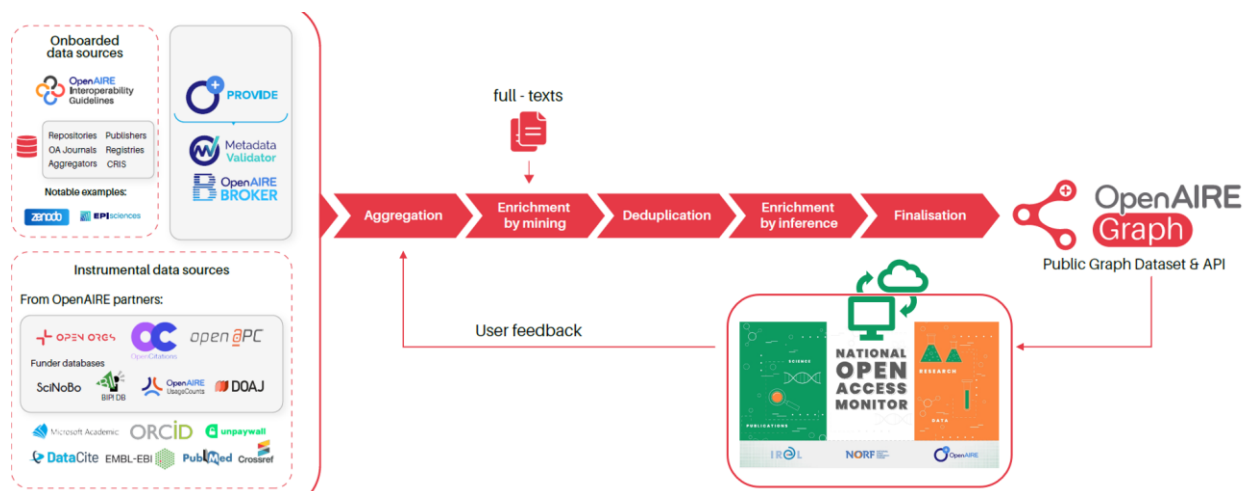 Onboarded
data sources
OpenAIRE
Interoperability
Guidelines
Repositories Publishers
OA Journals Registries
Aggregators CRIS
Notable examples:
zenodo
EPIsciences
PROVIDE
Metadata
Validator
OpenAIRE
BROKER
Instrumental data sources
From OpenAIRE partners:
OPEN ORGS
OC
OpenCitations
open aPC
Funder databases
SciNoBo
BIP! DB
OpenAIRE
UsageCounts
DOAJ
Microsoft Academic
ORCiD
unpaywall
DataCite
EMBL-EBI
PubMed
Crossref
full - texts
Aggregation
Enrichment
by mining
Deduplication
Enrichment
by inference
Finalisation
OpenAIRE
Graph
Public Graph Dataset & API
User feedback
SCIENCE
PUBLICATIONS
NATIONAL
OPEN
ACCESS
MONITOR
RESEARCH
DATA
IReL
NORF
OpenAIRE